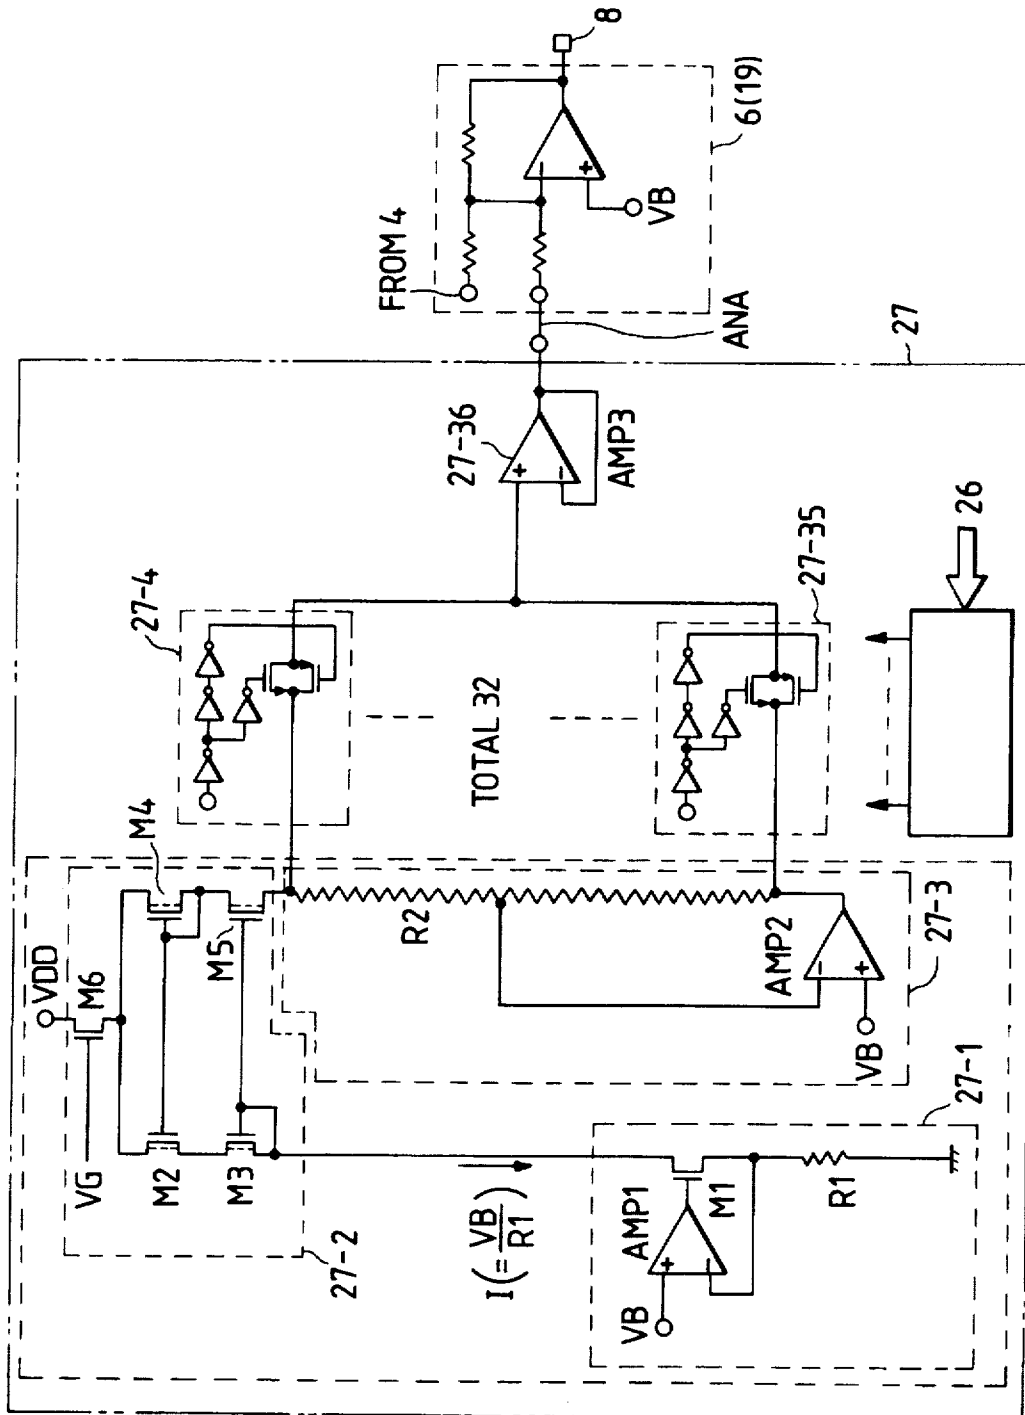 8
6(19)
VB
FROM 4
ANA
27
27-36
AMP3
27-4
27-35
26
TOTAL 32
M4
M5
R2
AMP2
VB
27-3
VDD
M6
VG
M2
M3
27-2
I(=VB/R1)
27-1
AMP1
M1
R1
VB